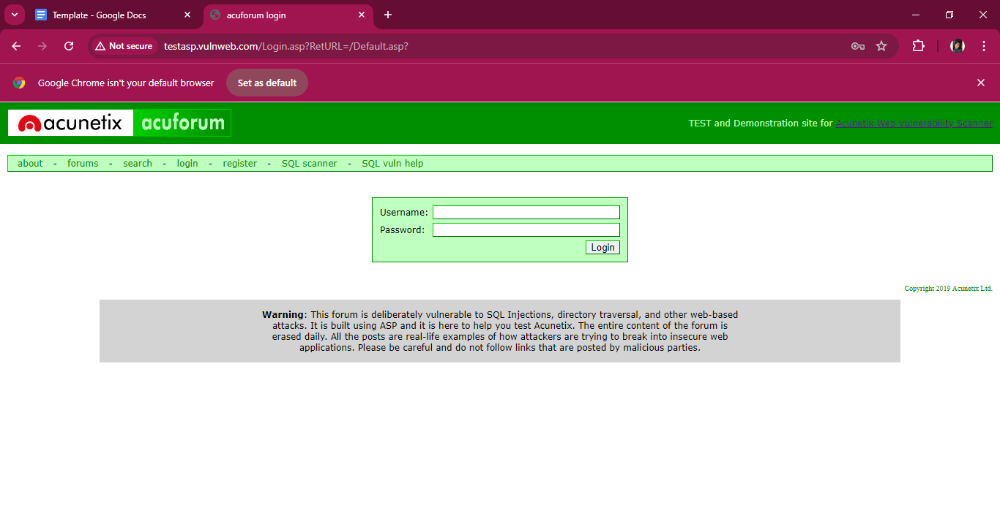 Template - Google Docs
acuforum login
Not secure
testasp.vulnweb.com/Login.asp?RetURL=/Default.asp?
Google Chrome isn't your default browser
Set as default
acunetix acuforum
TEST and Demonstration site for Acunetix Web Vulnerability Scanner
about - forums - search - login - register - SQL scanner - SQL vuln help
Username:
Password:
Login
Copyright 2019 Acunetix Ltd.
Warning: This forum is deliberately vulnerable to SQL Injections, directory traversal, and other web-based
attacks. It is built using ASP and it is here to help you test Acunetix. The entire content of the forum is
erased daily. All the posts are real-life examples of how attackers are trying to break into insecure web
applications. Please be careful and do not follow links that are posted by malicious parties.